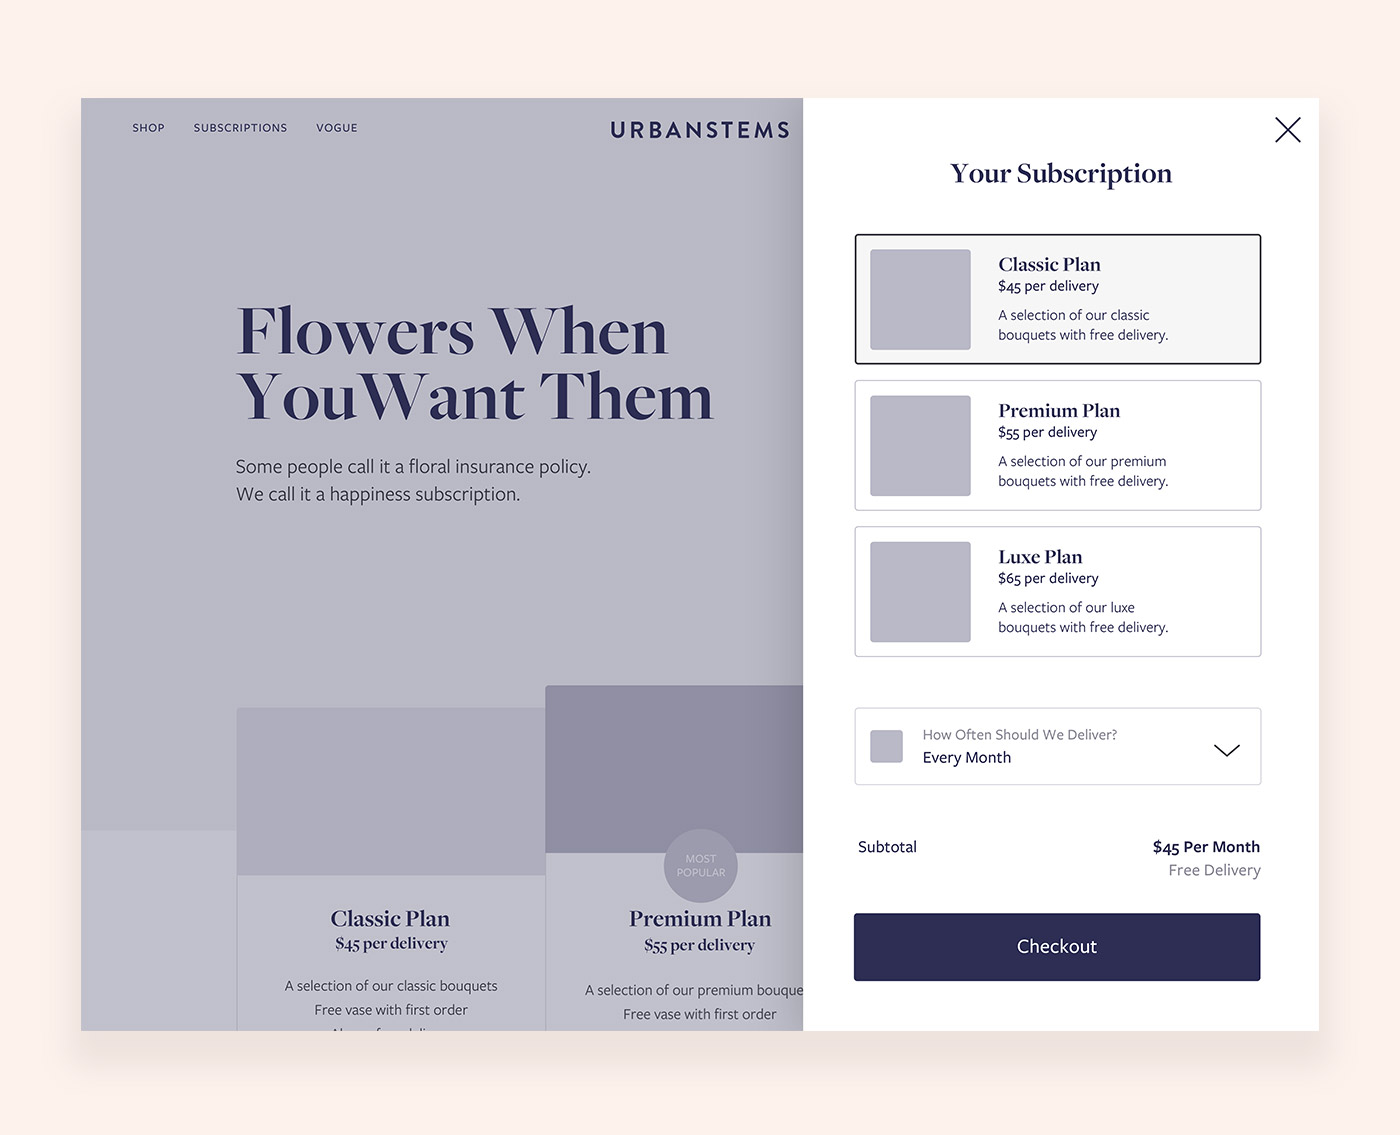 SHOP SUBSCRIPTIONS VOGUE
URBANSTEMS
Flowers When
YouWant Them
Some people call it a floral insurance policy.
We call it a happiness subscription.
Classic Plan
$45 per delivery
A selection of our classic bouquets
Free vase with first order
MOST
POPULAR
Premium Plan
$55 per delivery
A selection of our premium bouque
Free vase with first order
Your Subscription
Classic Plan
$45 per delivery
A selection of our classic
bouquets with free delivery.
Premium Plan
$55 per delivery
A selection of our premium
bouquets with free delivery.
Luxe Plan
$65 per delivery
A selection of our luxe
bouquets with free delivery.
How Often Should We Deliver?
Every Month
Subtotal
$45 Per Month
Free Delivery
Checkout